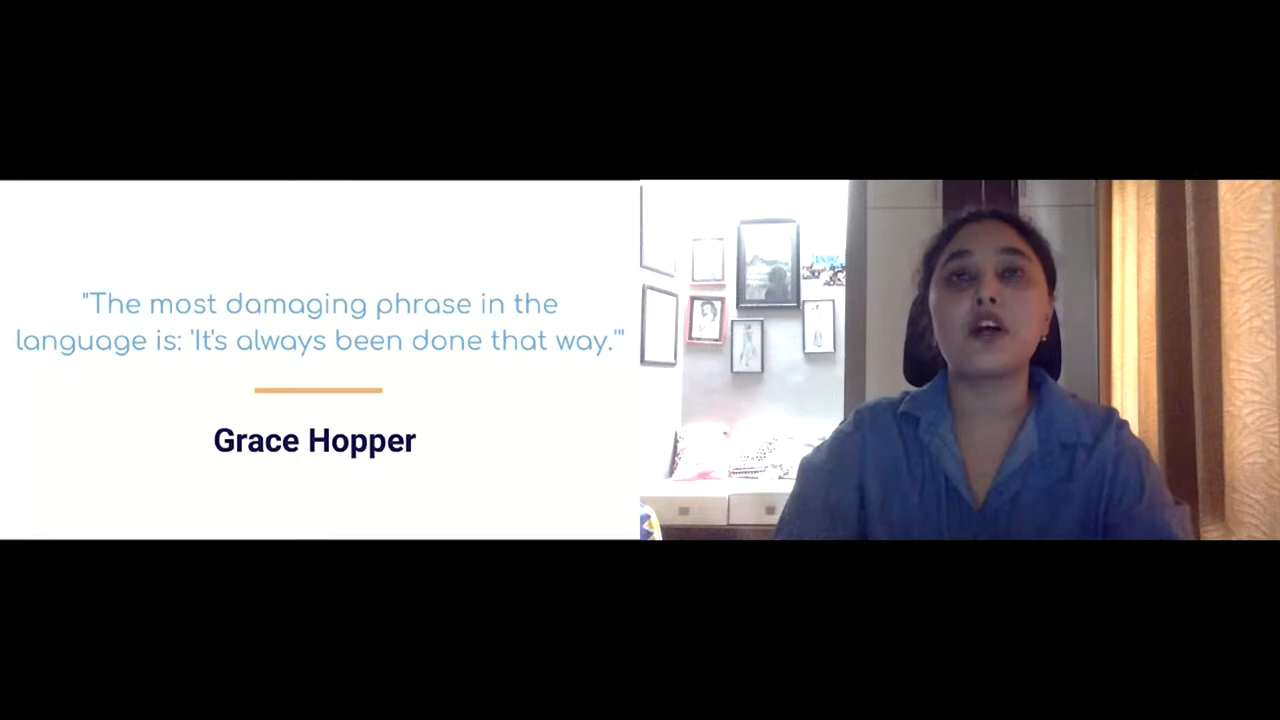 "The most damaging phrase in the
language is: 'It's always been done that way.'"
Grace Hopper